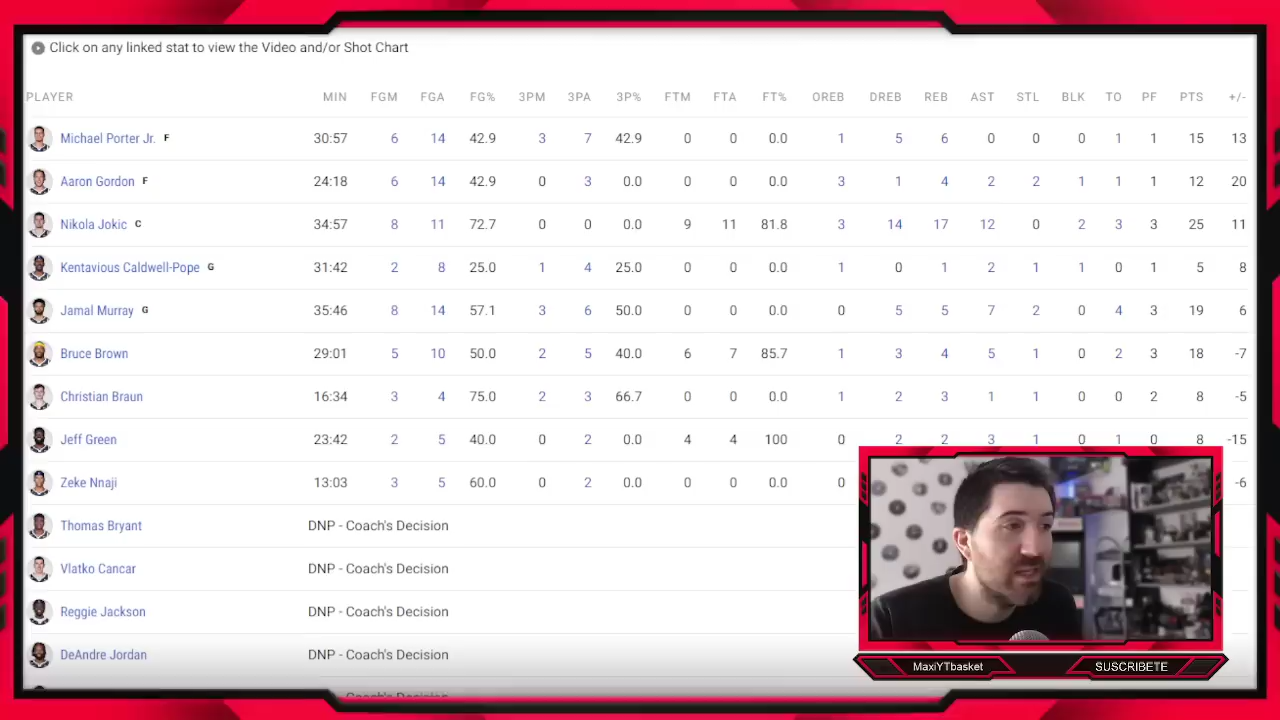 Click on any linked stat to view the Video and/or Shot Chart
PLAYER MIN FGM FGA FG% 3PM 3PA 3P% FTM FTA FT% OREB DREB REB AST STL BLK TO PF PTS +/-
Michael Porter Jr. F 30:57 6 14 42.9 3 7 42.9 0 0 0.0 1 5 6 0 0 0 1 1 15 13
Aaron Gordon F 24:18 6 14 42.9 0 3 0.0 0 0 0.0 3 1 4 2 2 1 1 1 12 20
Nikola Jokic C 34:57 8 11 72.7 0 0 0.0 9 11 81.8 3 14 17 12 0 2 3 3 25 11
Kentavious Caldwell-Pope G 31:42 2 8 25.0 1 4 25.0 0 0 0.0 1 0 1 2 1 1 0 1 5 8
Jamal Murray G 35:46 8 14 57.1 3 6 50.0 0 0 0.0 0 5 5 7 2 0 4 3 19 6
Bruce Brown 29:01 5 10 50.0 2 5 40.0 6 7 85.7 1 3 4 5 1 0 2 3 18 -7
Christian Braun 16:34 3 4 75.0 2 3 66.7 0 0 0.0 1 2 3 1 1 0 0 2 8 -5
Jeff Green 23:42 2 5 40.0 0 2 0.0 4 4 100 0 2 2 3 1 0 1 0 8 -15
Zeke Nnaji 13:03 3 5 60.0 0 2 0.0 0 0 0.0 0 -6
Thomas Bryant DNP - Coach's Decision
Vlatko Cancar DNP - Coach's Decision
Reggie Jackson DNP - Coach's Decision
DeAndre Jordan DNP - Coach's Decision
MaxiYTbasket SUSCRIBETE